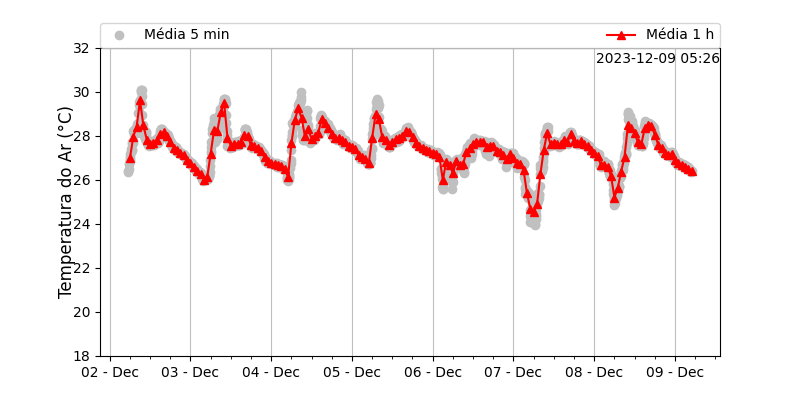 Média 5 min
Média 1 h
2023-12-09 05:26
Temperatura do Ar (°C)
32
30
28
26
24
22
20
18
02 - Dec
03 - Dec
04 - Dec
05 - Dec
06 - Dec
07 - Dec
08 - Dec
09 - Dec